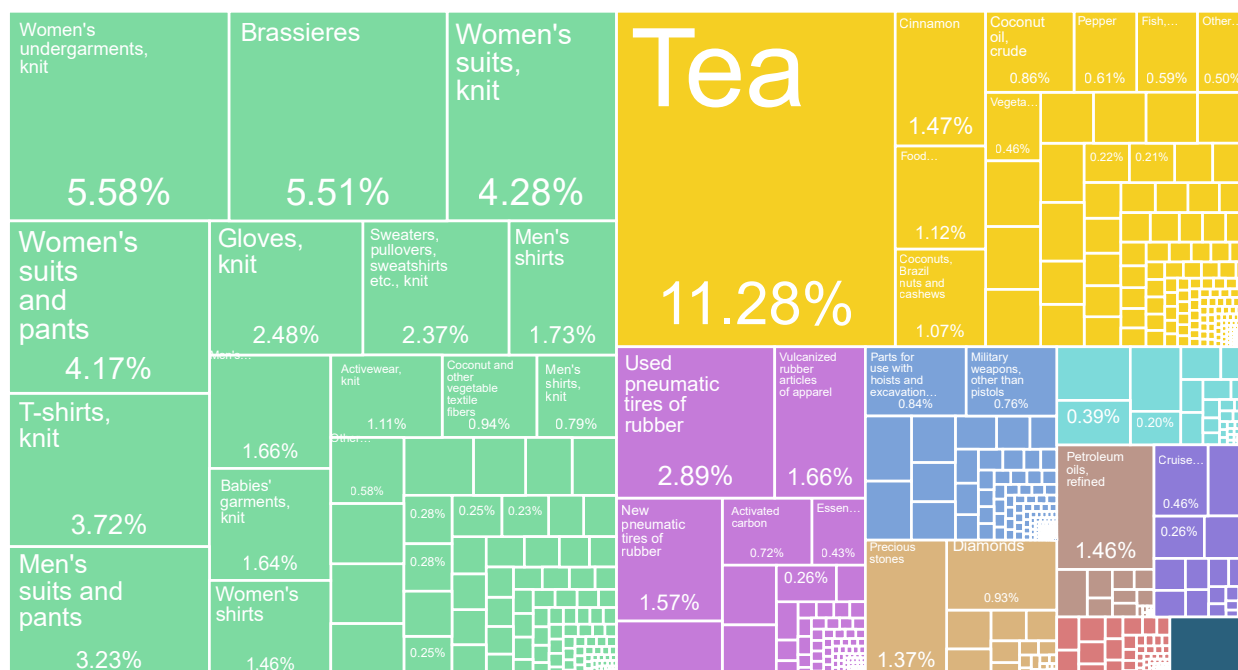 Women's
undergarments,
knit
5.58%
Brassieres
5.51%
Women's
suits,
knit
4.28%
Women's
suits
and
pants
4.17%
T-shirts,
knit
3.72%
Men's
suits and
pants
3.23%
Gloves,
knit
2.48%
Sweaters,
pullovers,
sweatshirts
etc., knit
2.37%
Men's
shirts
1.73%
Men's...
1.66%
Babies'
garments,
knit
1.64%
Women's
shirts
1.46%
Activewear,
knit
1.11%
Coconut and
other
vegetable
textile
fibers
0.94%
Men's
shirts,
knit
0.79%
Other...
0.58%
0.28%
0.25%
0.23%
0.28%
0.25%
Tea
11.28%
Cinnamon
1.47%
Food...
1.12%
Coconuts,
Brazil
nuts and
cashews
1.07%
Coconut
oil,
crude
0.86%
Pepper
0.61%
Fish,...
0.59%
Other...
0.50%
Vegeta...
0.46%
0.22%
0.21%
Used
pneumatic
tires of
rubber
2.89%
Vulcanized
rubber
articles
of apparel
1.66%
New
pneumatic
tires of
rubber
1.57%
Activated
carbon
0.72%
Essen...
0.43%
0.26%
Parts for
use with
hoists and
excavation...
0.84%
Military
weapons,
other than
pistols
0.76%
Precious
stones
1.37%
Diamonds
0.93%
0.39%
0.20%
Petroleum
oils,
refined
1.46%
Cruise...
0.46%
0.26%